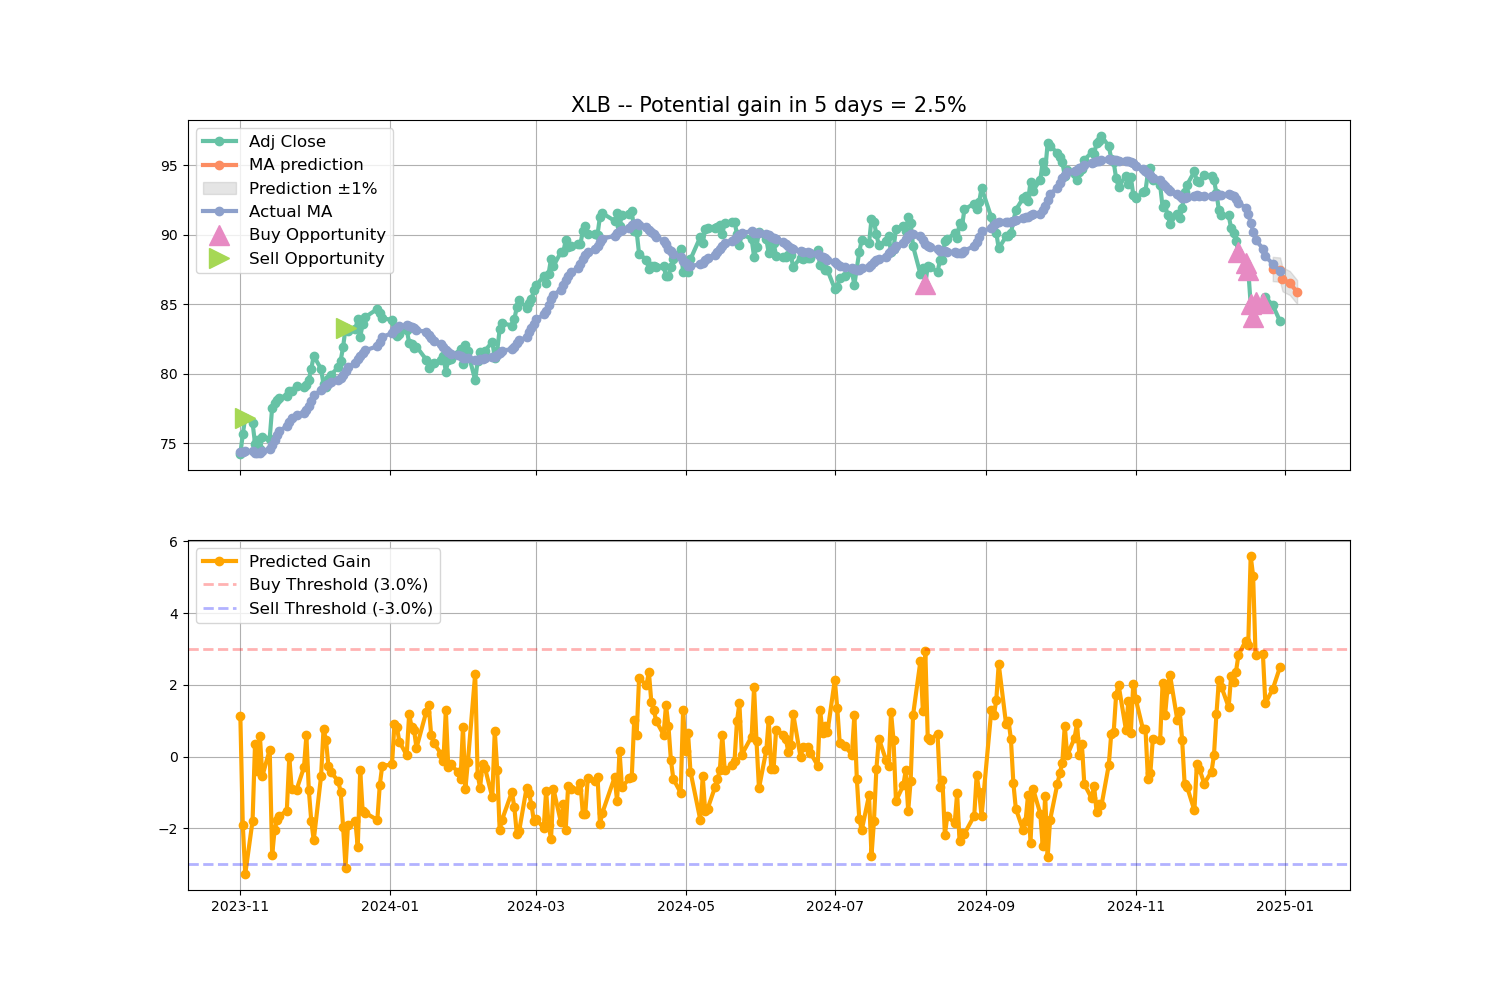 XLB -- Potential gain in 5 days = 2.5%
Adj Close
MA prediction
Prediction ±1%
Actual MA
Buy Opportunity
Sell Opportunity
95
90
85
80
75
6
4
2
0
−2
Predicted Gain
Buy Threshold (3.0%)
Sell Threshold (-3.0%)
2023-11 2024-01 2024-03 2024-05 2024-07 2024-09 2024-11 2025-01